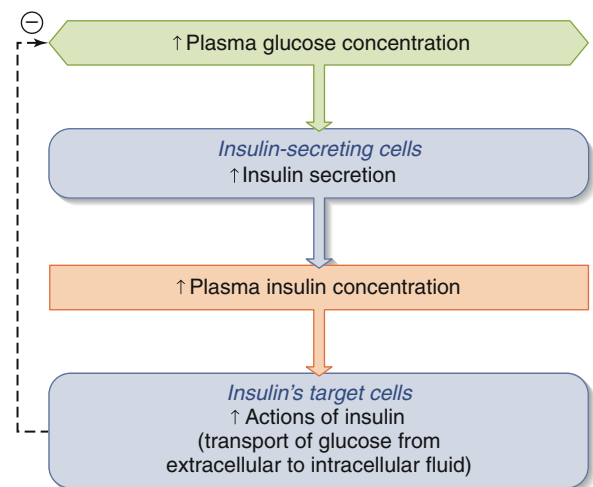 ⊖
↑ Plasma glucose concentration
Insulin-secreting cells
↑ Insulin secretion
↑ Plasma insulin concentration
Insulin's target cells
↑ Actions of insulin
(transport of glucose from
extracellular to intracellular fluid)